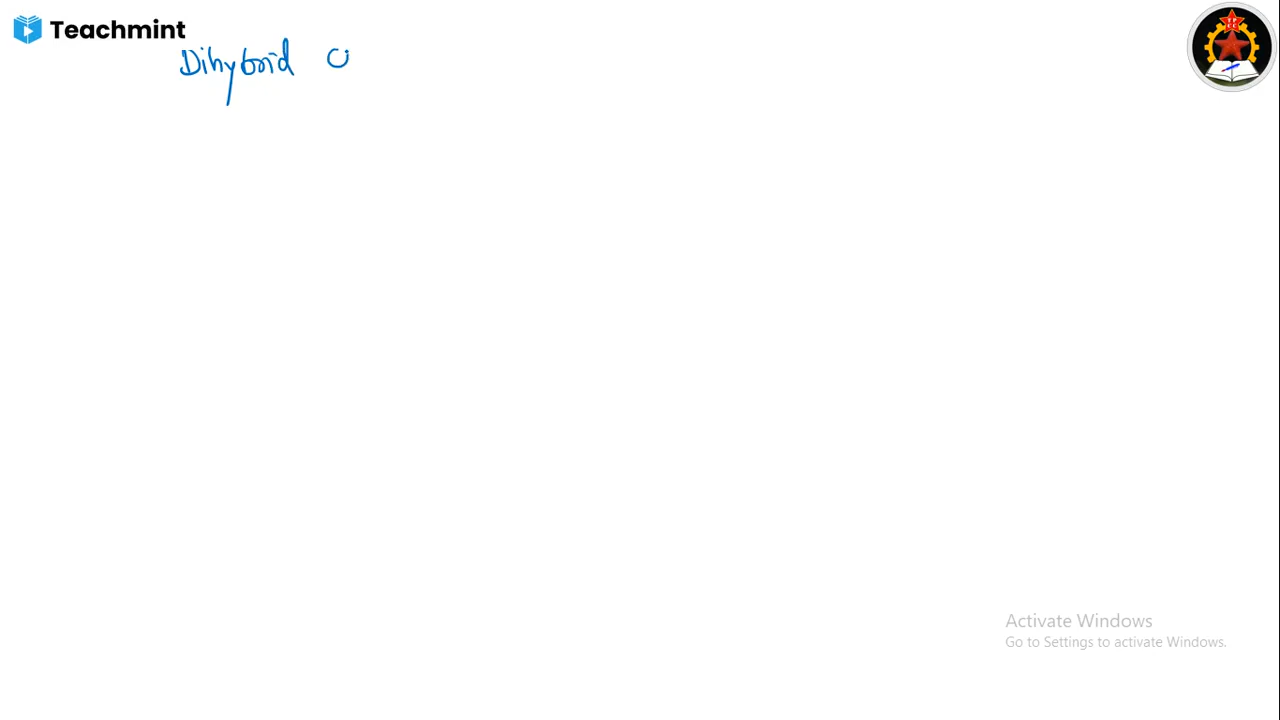 Teachmint
Dihybrid
Activate Windows
Go to Settings to activate Windows.